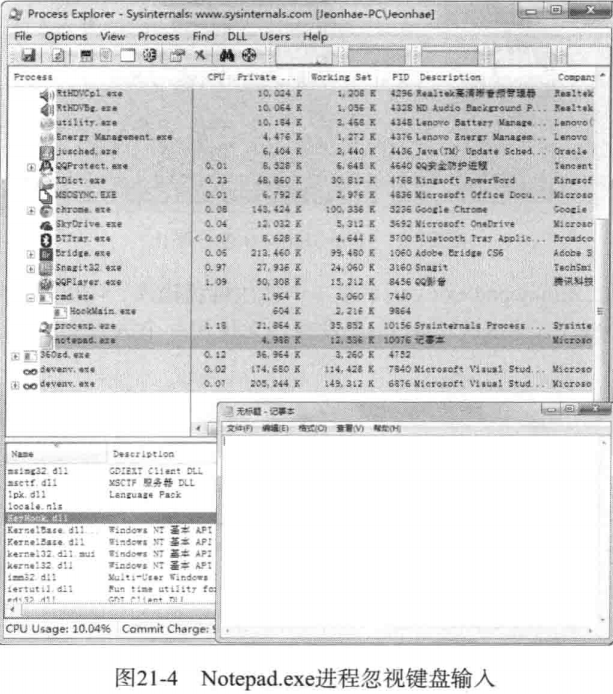 Process Explorer - Sysinternals: www.sysinternals.com [Jeonhae-PC\Jeonhae]
File Options View Process Find DLL Users Help
Process CPU Private ... Working Set PID Description Company
RtHDVCpl.exe 10,024 K 1,208 K 4296 Realtek高清晰音频管理器 Realtek
RtHDVBg.exe 10,064 K 1,056 K 4328 HD Audio Background P... Realtek
utility.exe 10,184 K 3,468 K 4348 Lenovo Battery Manage... Lenovo(
Energy Management.exe 4,476 K 1,272 K 4376 Lenovo Energy Managem... Lenovo
jusched.exe 6,404 K 2,440 K 4436 Java(TM) Update Sched... Oracle
QQProtect.exe 0.01 8,528 K 6,648 K 4640 QQ安全防护进程 Tencent
XDict.exe 0.23 48,860 K 30,812 K 4768 Kingsoft PowerWord Kingsof
MSOSYNC.EXE 0.01 6,792 K 2,976 K 4836 Microsoft Office Docu... Microso
chrome.exe 0.08 143,424 K 100,336 K 5236 Google Chrome Google
SkyDrive.exe 0.04 12,032 K 3,312 K 5692 Microsoft OneDrive Microso
BTTray.exe < 0.01 8,628 K 4,644 K 5700 Bluetooth Tray Applic... Broadco
Bridge.exe 0.06 213,460 K 99,480 K 1060 Adobe Bridge CS6 Adobe S
Snagit32.exe 0.97 27,936 K 24,060 K 3160 Snagit TechSmi
QQPlayer.exe 1.09 50,308 K 15,212 K 8456 QQ影音 腾讯科技
cmd.exe 1,964 K 3,060 K 7440
HookMain.exe 604 K 2,216 K 9864
procexp.exe 1.18 21,864 K 35,852 K 10156 Sysinternals Process ... Sysinte
notepad.exe 4,988 K 12,536 K 10076 记事本 Microso
360sd.exe 0.12 36,964 K 3,260 K 4752
devenv.exe 0.02 174,680 K 114,428 K 7840 Microsoft Visual Stud... Microso
devenv.exe 0.07 205,244 K 149,312 K 6876 Microsoft Visual Stud... Microso
无标题 - 记事本
文件(F) 编辑(E) 格式(O) 查看(V) 帮助(H)
Name Description
msimg32.dll GDIEXT Client DLL
msctf.dll MSCTF 服务器 DLL
lpk.dll Language Pack
locale.nls
KeyHook.dll
KernelBase.dll... Windows NT 基本 API
KernelBase.dll Windows NT 基本 API
kernel32.dll.mui Windows NT 基本 API
kernel32.dll Windows NT 基本 API
imm32.dll Multi-User Windows
iertutil.dll Run time utility fo
gdi32.dll GDI Client DLL
CPU Usage: 10.04% Commit Charge:
图21-4 Notepad.exe进程忽视键盘输入